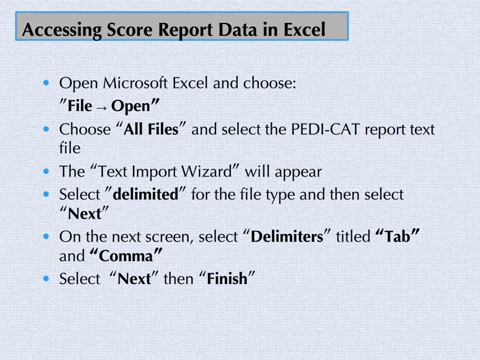 Accessing Score Report Data in Excel
• Open Microsoft Excel and choose:
”File→Open”
• Choose “All Files” and select the PEDI-CAT report text
file
• The “Text Import Wizard” will appear
• Select ”delimited” for the file type and then select
“Next”
• On the next screen, select “Delimiters” titled “Tab”
and “Comma”
• Select “Next” then “Finish”